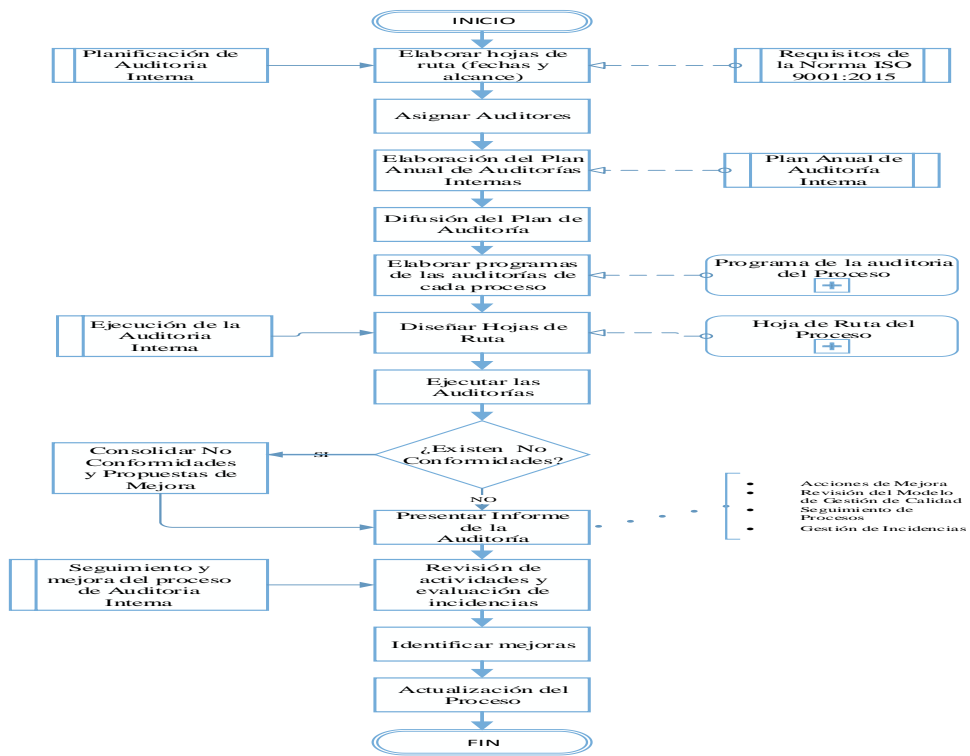 INICIO
Planificación de
Auditoria
Interna
Elaborar hojas de
ruta (fechas y
alcance)
Requisitos de
la Norma ISO
9001:2015
Asignar Auditores
Elaboración del Plan
Anual de Auditorías
Internas
Plan Anual de
Auditoría
Interna
Difusión del Plan de
Auditoría
Elaborar programas
de las auditorías de
cada proceso
Programa de la auditoria
del Proceso
Ejecución de la
Auditoria
Interna
Diseñar Hojas de
Ruta
Hoja de Ruta del
Proceso
Ejecutar las
Auditorías
¿Existen No
Conformidades?
SI
Consolidar No
Conformidades
y Propuestas de
Mejora
NO
Presentar Informe
de la
Auditoría
• Acciones de Mejora
• Revisión del Modelo
de Gestión de Calidad
• Seguimiento de
Procesos
• Gestión de Incidencias
Seguimiento y
mejora del proceso
de Auditoria
Interna
Revisión de
actividades y
evaluación de
incidencias
Identificar mejoras
Actualización del
Proceso
FIN